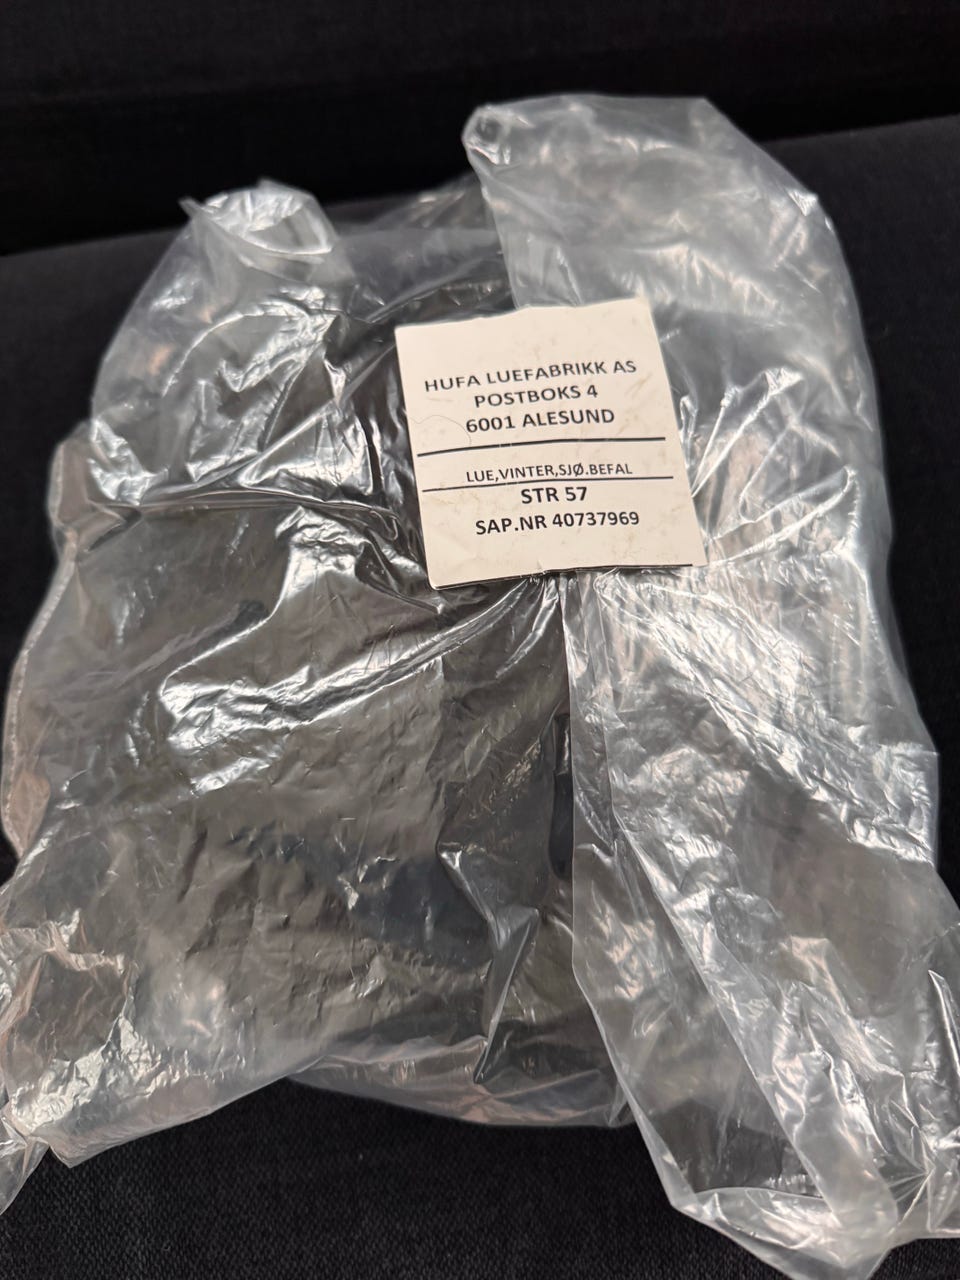 HUFA LUEFABRIKK AS
POSTBOKS 4
6001 ALESUND
LUE,VINTER,SJØ.BEFAL
STR 57
SAP.NR 40737969